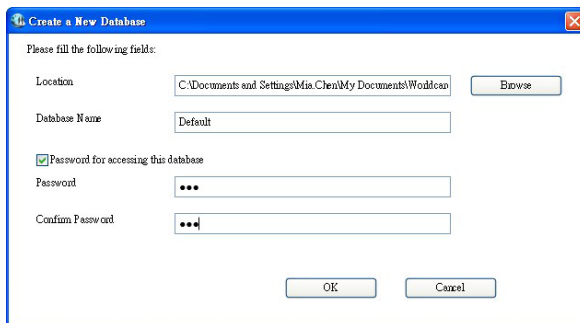 Create a New Database
Please fill the following fields:
Location
C:\Documents and Settings\Mia.Chen\My Documents\Worldcar
Browse
Database Name
Default
Password for accessing this database
Password
•••
Confirm Password
•••
OK
Cancel